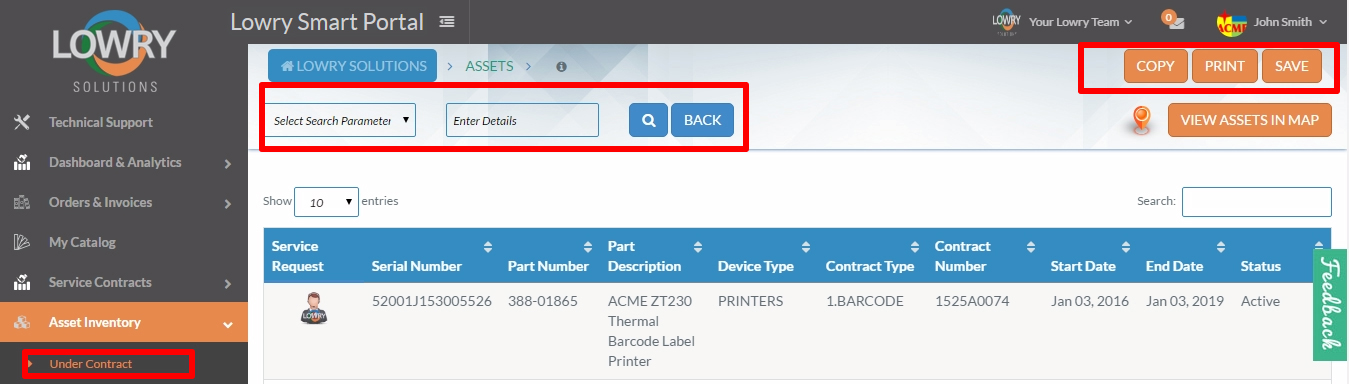 LOWRY
SOLUTIONS
Lowry Smart Portal
Your Lowry Team
0
ACME
John Smith
LOWRY SOLUTIONS
ASSETS
COPY
PRINT
SAVE
Select Search Parameter
Enter Details
BACK
VIEW ASSETS IN MAP
Technical Support
Dashboard & Analytics
Orders & Invoices
My Catalog
Service Contracts
Asset Inventory
Under Contract
Show 10 entries
Search:
Service Request
Serial Number
Part Number
Part Description
Device Type
Contract Type
Contract Number
Start Date
End Date
Status
LOWRY
52001J153005526
388-01865
ACME ZT230
Thermal
Barcode Label
Printer
PRINTERS
1.BARCODE
1525A0074
Jan 03, 2016
Jan 03, 2019
Active
Feedback